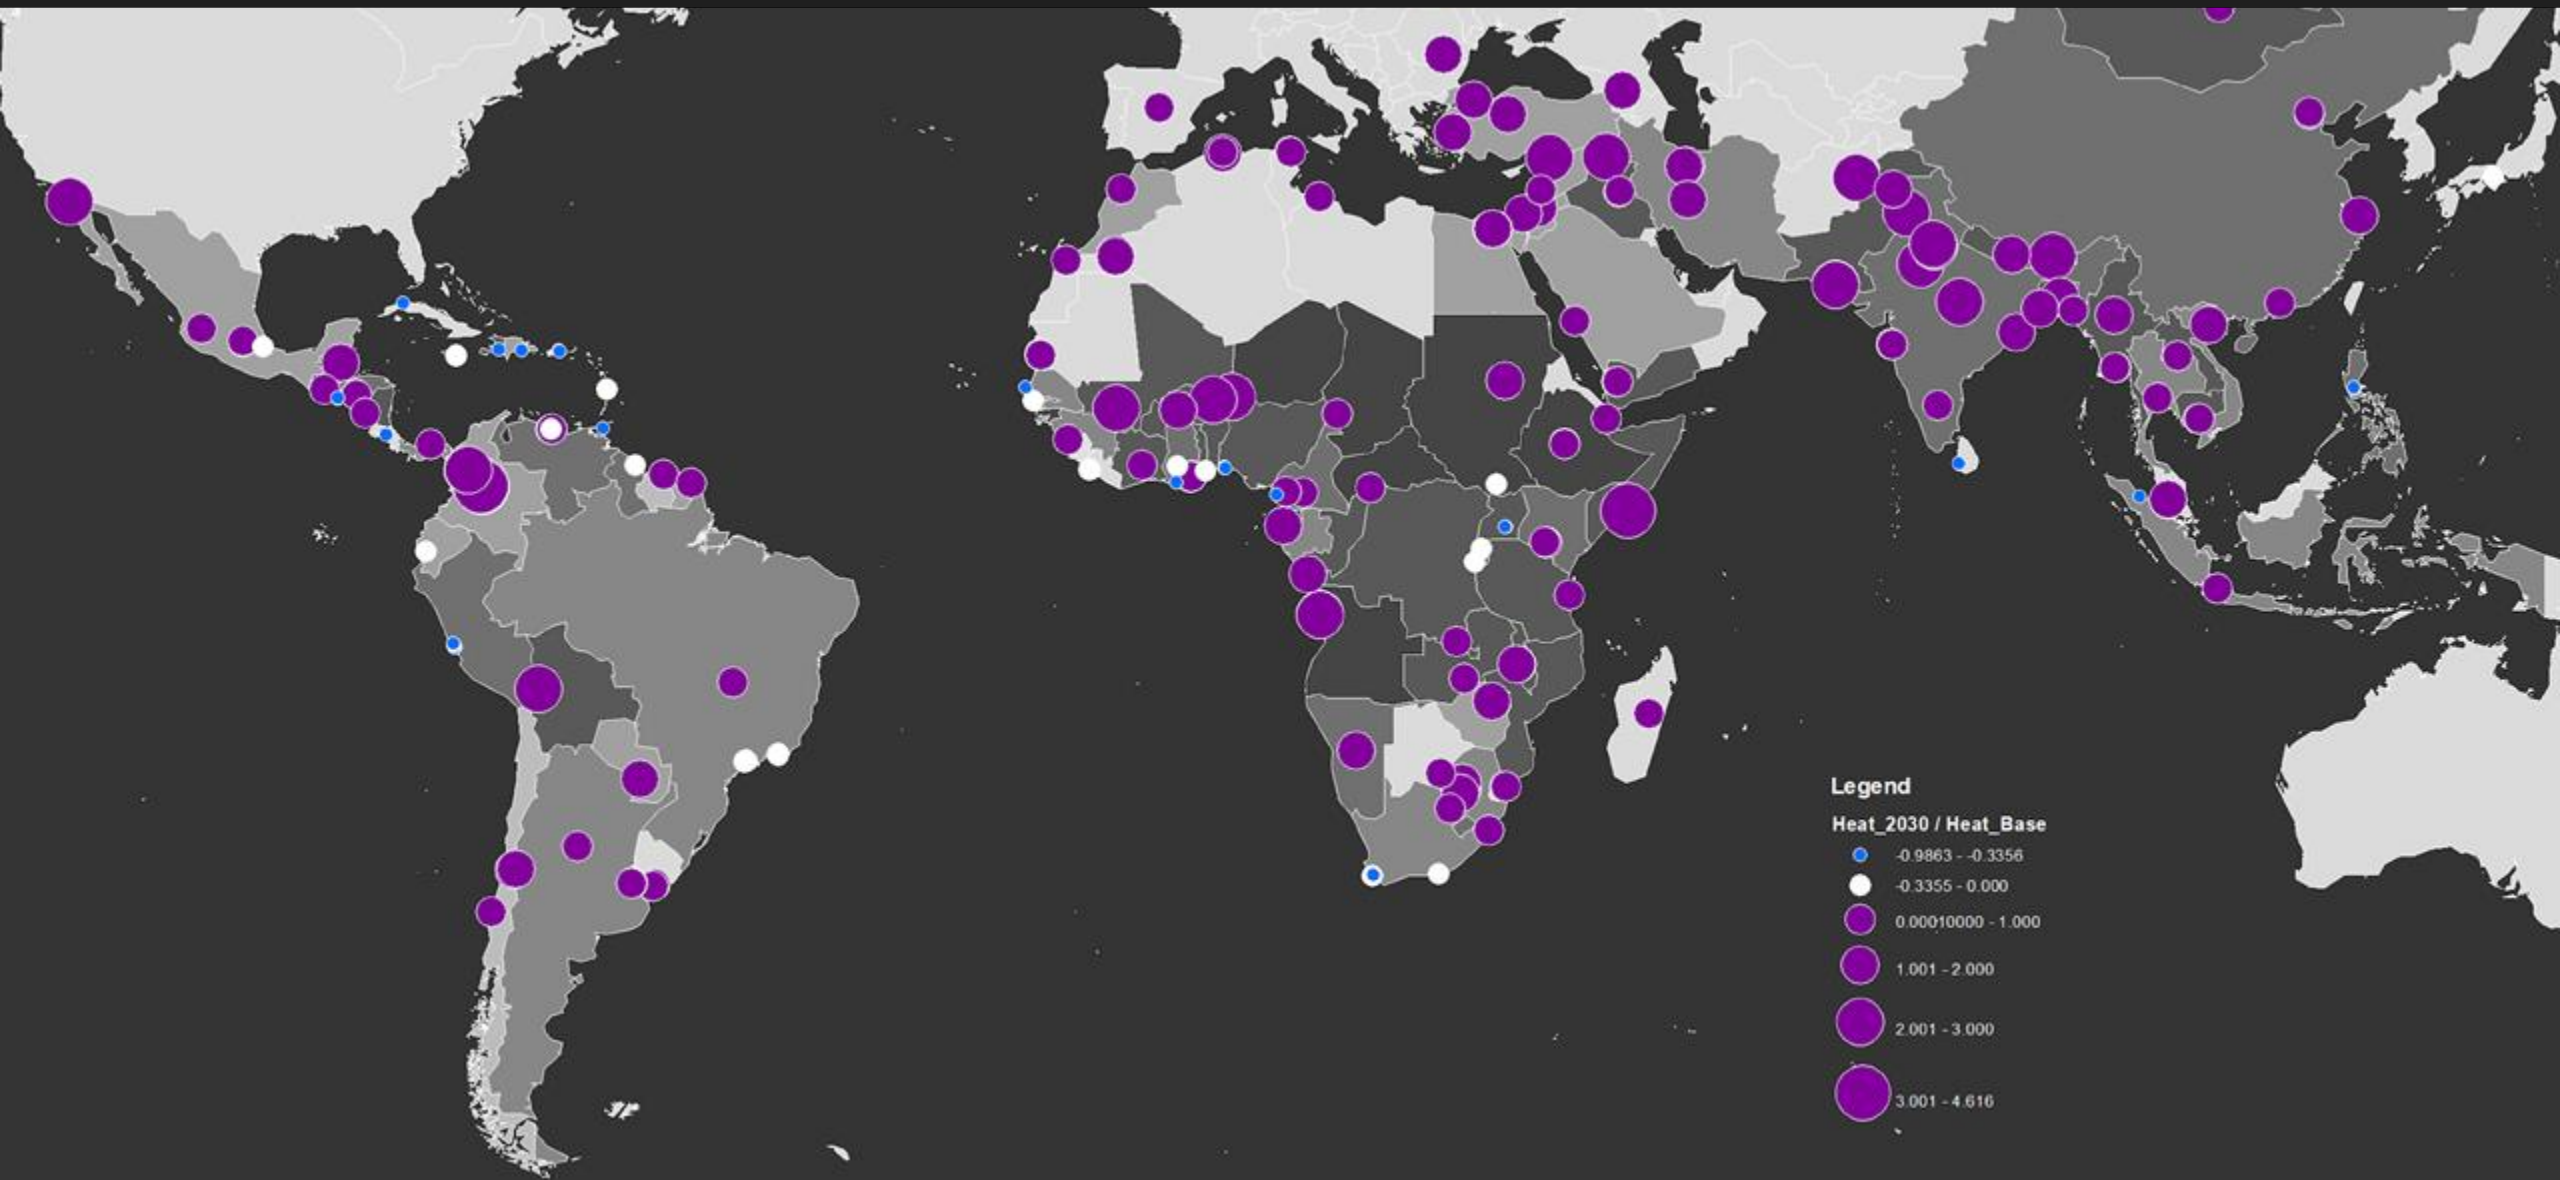 Legend
Heat_2030 / Heat_Base
-0.9863 - -0.3356
-0.3355 - 0.000
0.00010000 - 1.000
1.001 - 2.000
2.001 - 3.000
3.001 - 4.616